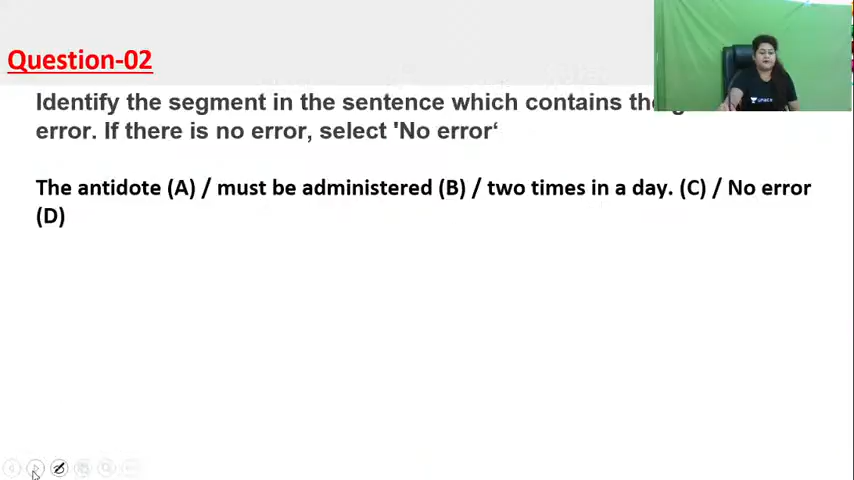 Question-02
Identify the segment in the sentence which contains the
error. If there is no error, select 'No error‘
The antidote (A) / must be administered (B) / two times in a day. (C) / No error
(D)